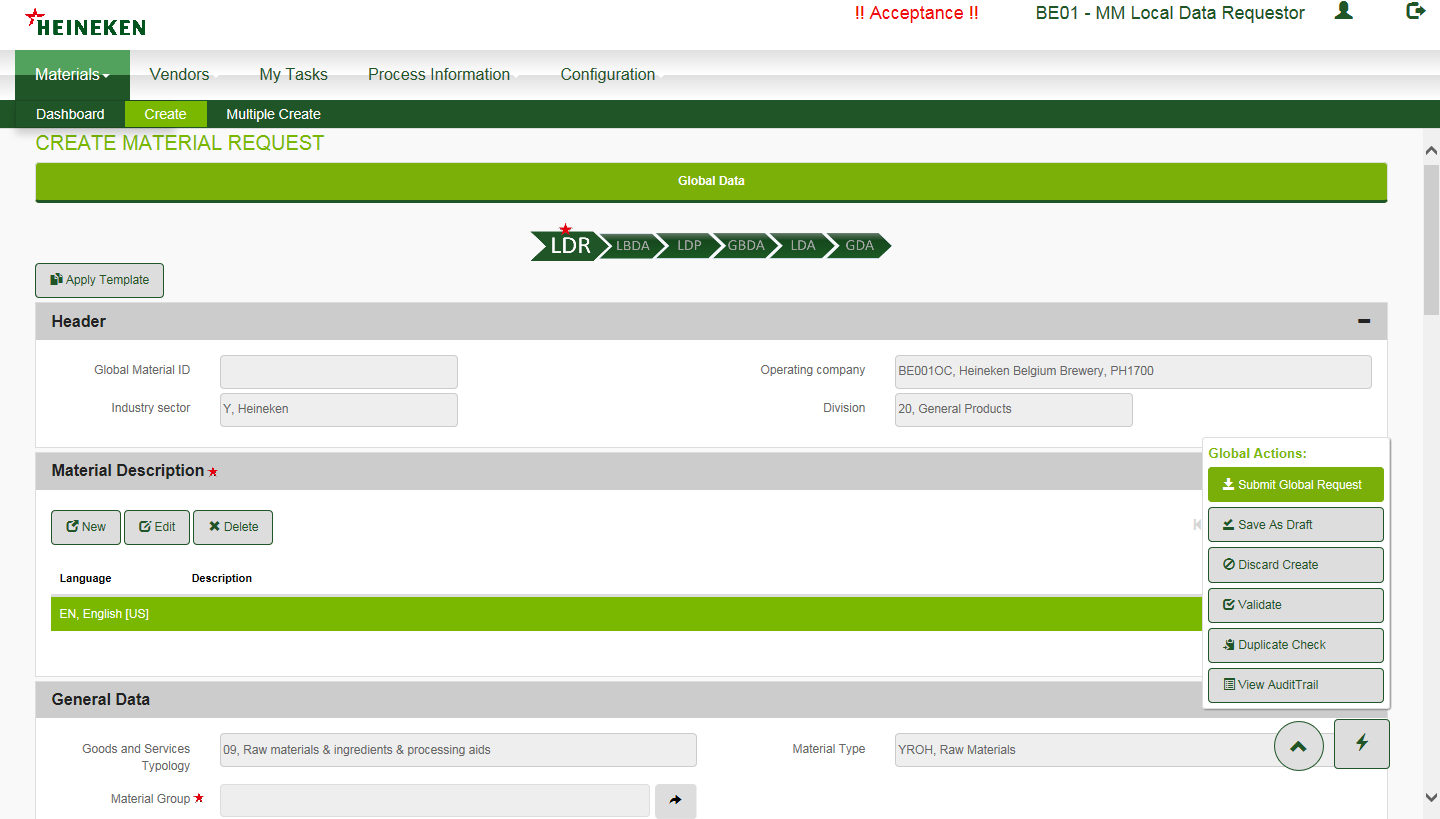 HEINEKEN
!! Acceptance !!
BE01 - MM Local Data Requestor
Materials
Vendors
My Tasks
Process Information
Configuration
Dashboard
Create
Multiple Create
CREATE MATERIAL REQUEST
Global Data
LDR
LBDA
LDP
GBDA
LDA
GDA
Apply Template
Header
Global Material ID
Operating company
BE001OC, Heineken Belgium Brewery, PH1700
Industry sector
Y, Heineken
Division
20, General Products
Material Description
New
Edit
Delete
Language
Description
EN, English [US]
Global Actions:
Submit Global Request
Save As Draft
Discard Create
Validate
Duplicate Check
View AuditTrail
General Data
Goods and Services
Typology
09, Raw materials & ingredients & processing aids
Material Type
YROH, Raw Materials
Material Group